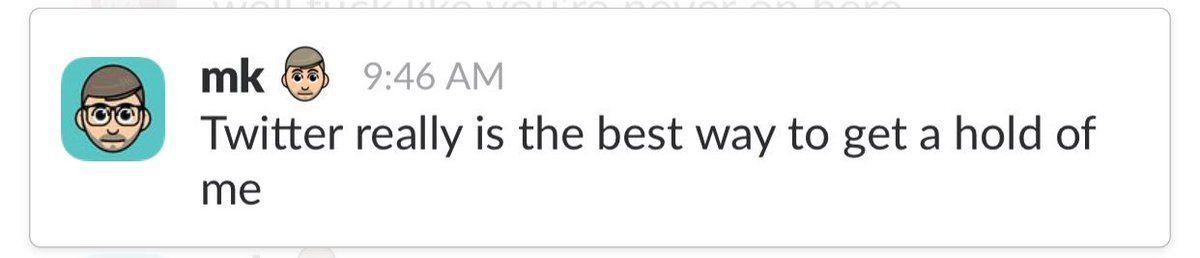 well fuck like you're never on here
mk 9:46 AM
Twitter really is the best way to get a hold of
me